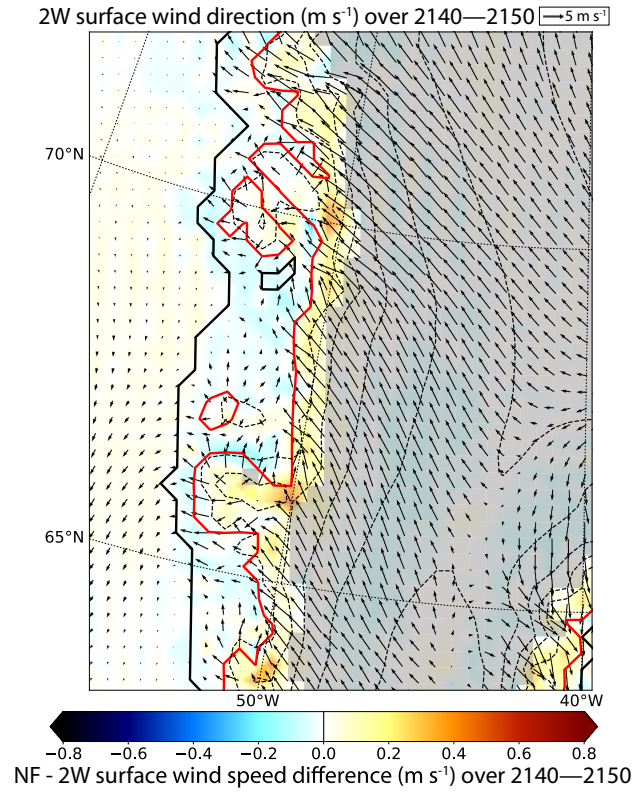 2W surface wind direction (m s⁻¹) over 2140—2150 5 m s⁻¹
70°N
65°N
50°W 40°W
−0.8 −0.6 −0.4 −0.2 0.0 0.2 0.4 0.6 0.8
NF - 2W surface wind speed difference (m s⁻¹) over 2140—2150